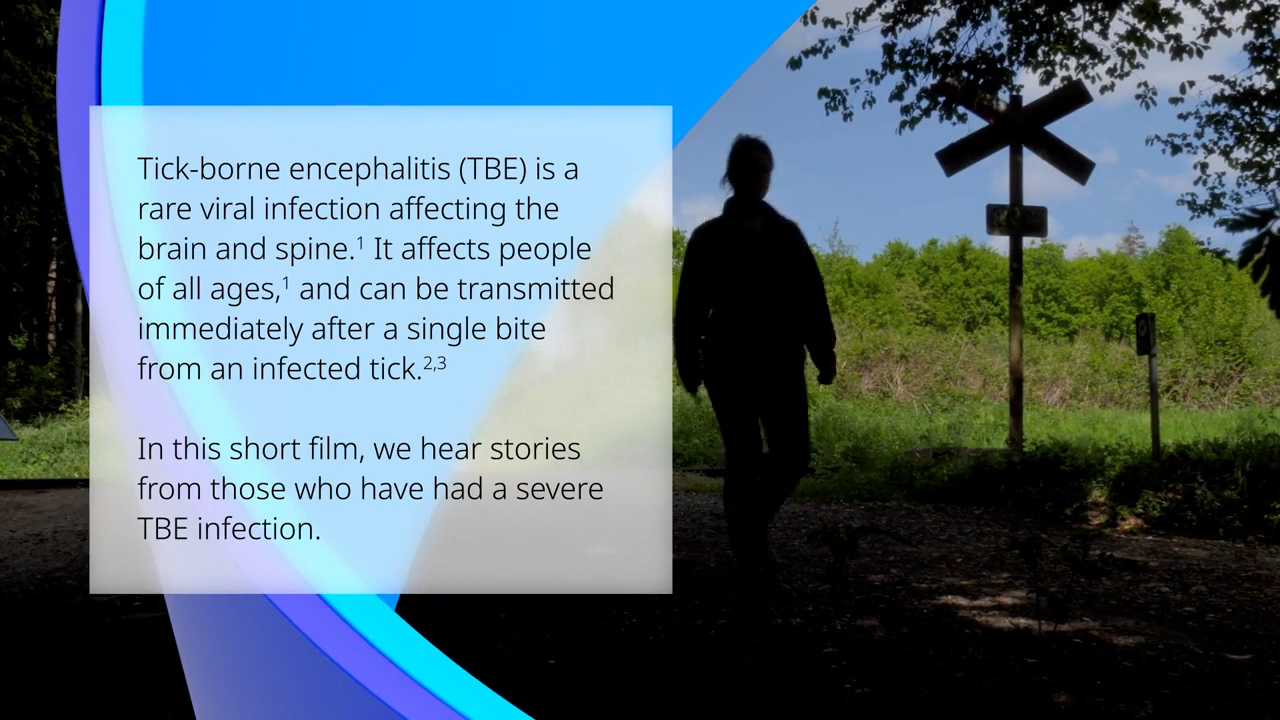 Tick-borne encephalitis (TBE) is a
rare viral infection affecting the
brain and spine.¹ It affects people
of all ages,¹ and can be transmitted
immediately after a single bite
from an infected tick.²,³
In this short film, we hear stories
from those who have had a severe
TBE infection.